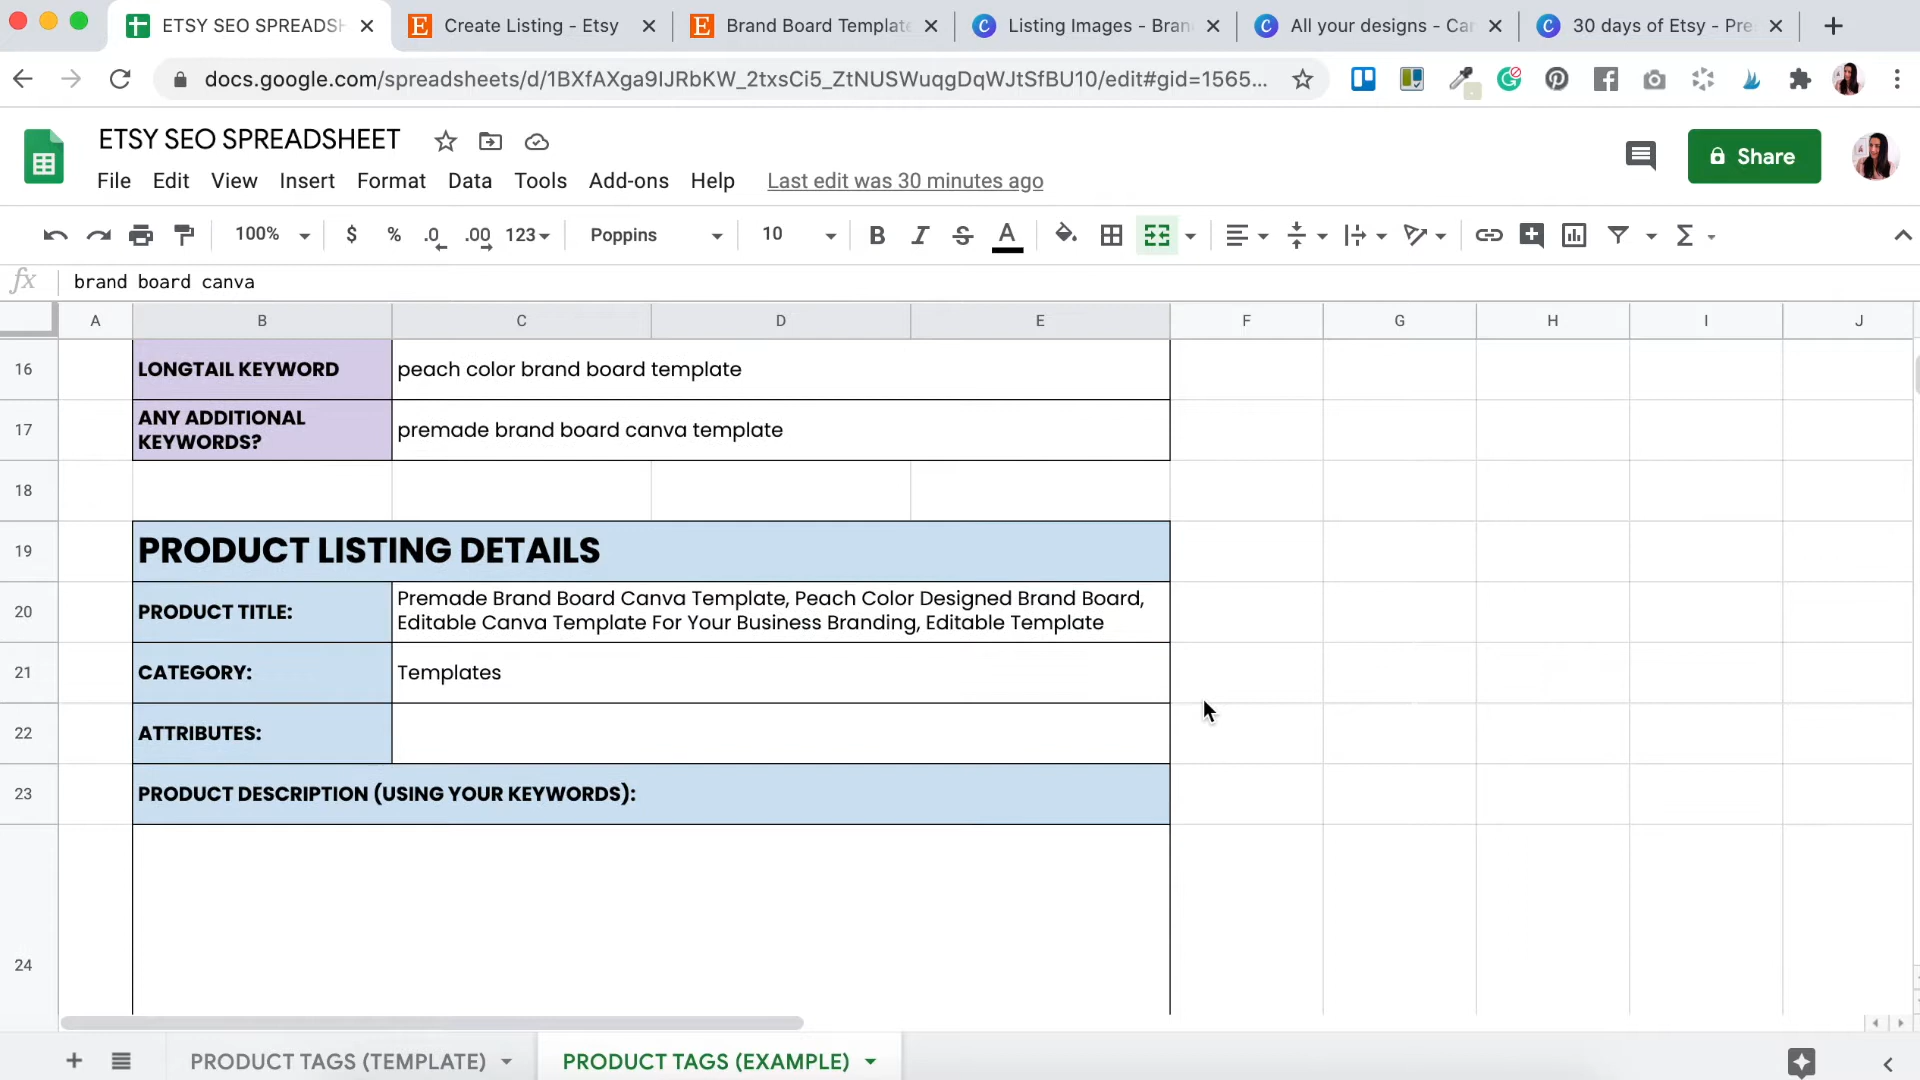 ETSY SEO SPREADSH
Create Listing - Etsy
Brand Board Template
Listing Images - Bran
All your designs - Can
30 days of Etsy - Pre
docs.google.com/spreadsheets/d/1BXfAXga9IJRbKW_2txsCi5_ZtNUSWuqgDqWJtSfBU10/edit#gid=1565...
ETSY SEO SPREADSHEET
Share
File Edit View Insert Format Data Tools Add-ons Help Last edit was 30 minutes ago
100% $ % .0 .00 123 Poppins 10 B I S A
fx brand board canva
A B C D E F G H I J
16 LONGTAIL KEYWORD peach color brand board template
17 ANY ADDITIONAL KEYWORDS? premade brand board canva template
18
19 PRODUCT LISTING DETAILS
20 PRODUCT TITLE: Premade Brand Board Canva Template, Peach Color Designed Brand Board,
Editable Canva Template For Your Business Branding, Editable Template
21 CATEGORY: Templates
22 ATTRIBUTES:
23 PRODUCT DESCRIPTION (USING YOUR KEYWORDS):
24
PRODUCT TAGS (TEMPLATE) PRODUCT TAGS (EXAMPLE)